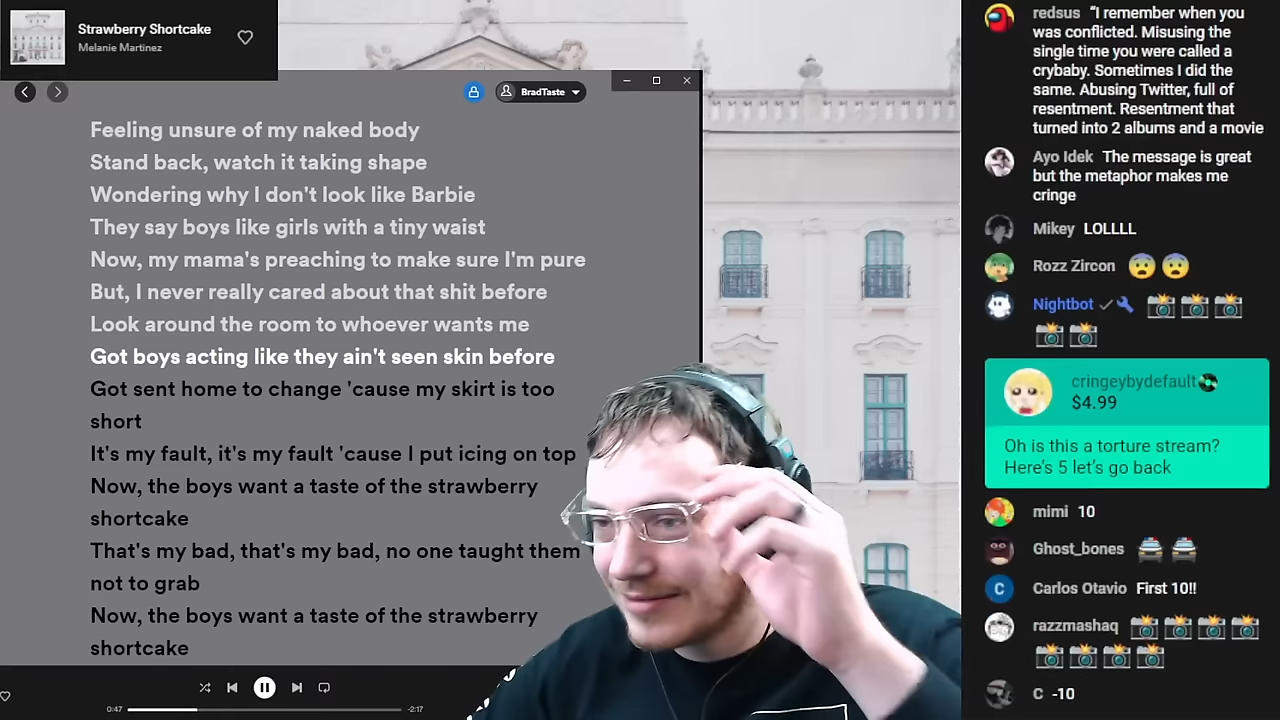 Strawberry Shortcake
Melanie Martinez
BradTaste
Feeling unsure of my naked body
Stand back, watch it taking shape
Wondering why I don't look like Barbie
They say boys like girls with a tiny waist
Now, my mama's preaching to make sure I'm pure
But, I never really cared about that shit before
Look around the room to whoever wants me
Got boys acting like they ain't seen skin before
Got sent home to change 'cause my skirt is too
short
It's my fault, it's my fault 'cause I put icing on top
Now, the boys want a taste of the strawberry
shortcake
That's my bad, that's my bad, no one taught them
not to grab
Now, the boys want a taste of the strawberry
shortcake
0:47
-2:17
redsus “I remember when you
was conflicted. Misusing the
single time you were called a
crybaby. Sometimes I did the
same. Abusing Twitter, full of
resentment. Resentment that
turned into 2 albums and a movie
Ayo Idek The message is great
but the metaphor makes me
cringe
Mikey LOLLLL
Rozz Zircon
Nightbot
cringeybydefault
$4.99
Oh is this a torture stream?
Here's 5 let's go back
mimi 10
Ghost_bones
C
Carlos Otavio First 10!!
razzmashaq
C -10